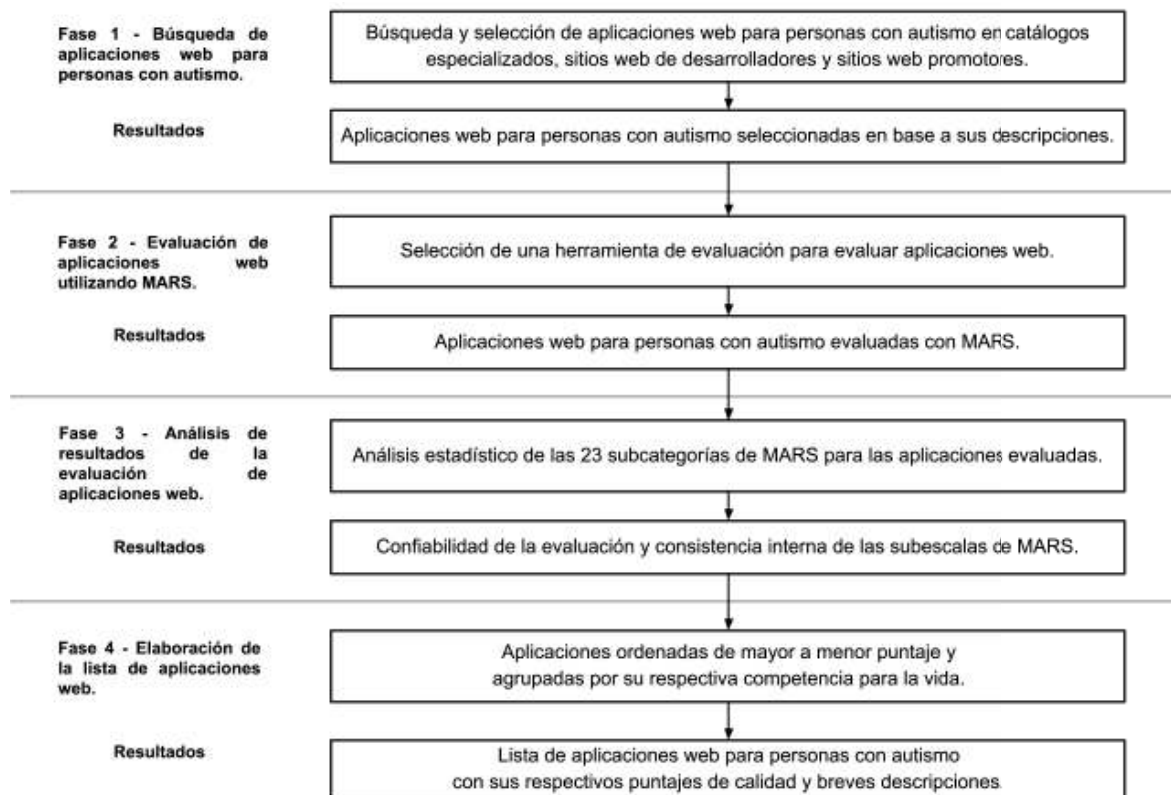 Fase 1 - Búsqueda de
aplicaciones web para
personas con autismo.
Búsqueda y selección de aplicaciones web para personas con autismo en catálogos
especializados, sitios web de desarrolladores y sitios web promotores.
Resultados
Aplicaciones web para personas con autismo seleccionadas en base a sus descripciones.
Fase 2 - Evaluación de
aplicaciones web
utilizando MARS.
Selección de una herramienta de evaluación para evaluar aplicaciones web.
Resultados
Aplicaciones web para personas con autismo evaluadas con MARS.
Fase 3 - Análisis de
resultados de la
evaluación de
aplicaciones web.
Análisis estadístico de las 23 subcategorías de MARS para las aplicaciones evaluadas.
Resultados
Confiabilidad de la evaluación y consistencia interna de las subescalas de MARS.
Fase 4 - Elaboración de
la lista de aplicaciones
web.
Aplicaciones ordenadas de mayor a menor puntaje y
agrupadas por su respectiva competencia para la vida.
Resultados
Lista de aplicaciones web para personas con autismo
con sus respectivos puntajes de calidad y breves descripciones.